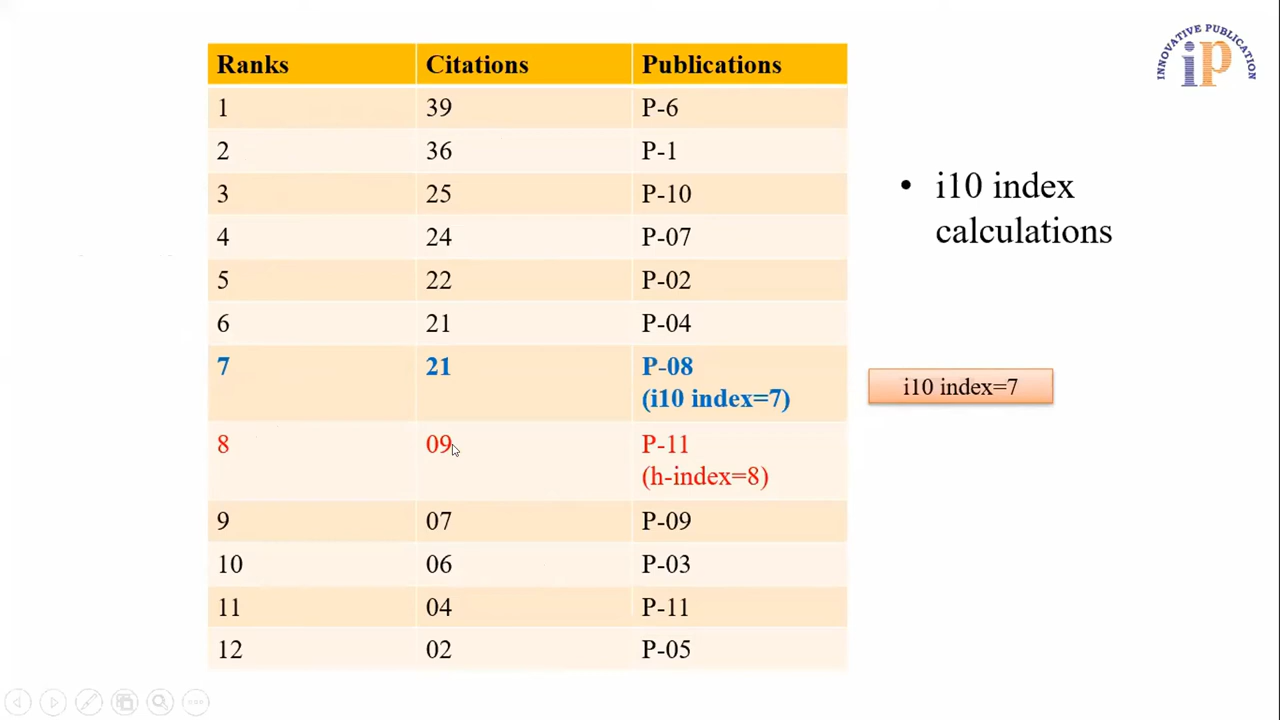 Ranks Citations Publications
1 39 P-6
2 36 P-1
3 25 P-10
4 24 P-07
5 22 P-02
6 21 P-04
7 21 P-08
(i10 index=7)
8 09 P-11
(h-index=8)
9 07 P-09
10 06 P-03
11 04 P-11
12 02 P-05
INNOVATIVE PUBLICATION
iP
• i10 index
calculations
i10 index=7